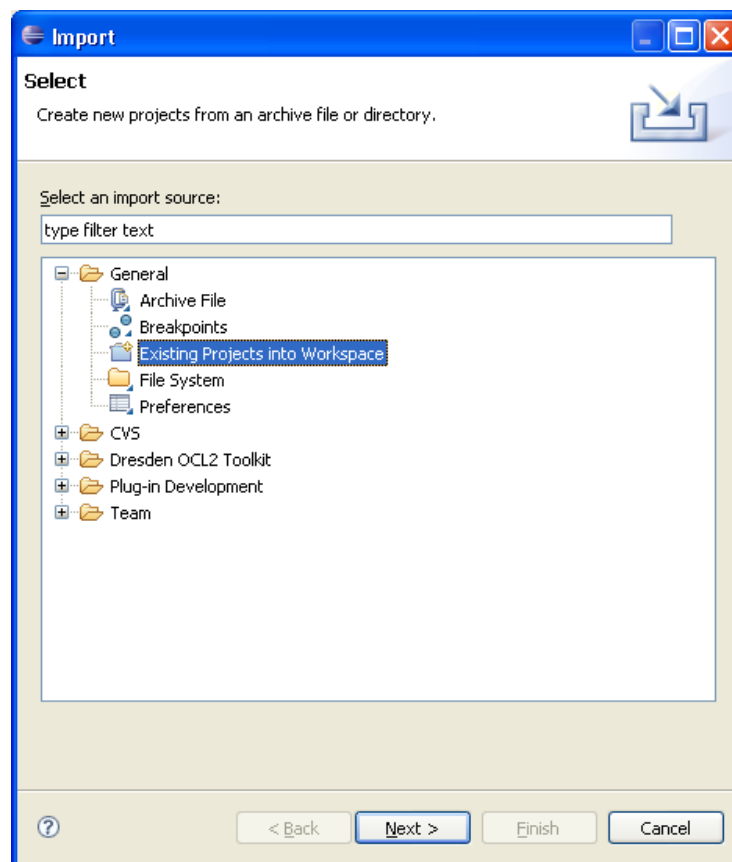 Import
Select
Create new projects from an archive file or directory.
Select an import source:
type filter text
General
Archive File
Breakpoints
Existing Projects into Workspace
File System
Preferences
CVS
Dresden OCL2 Toolkit
Plug-in Development
Team
? < Back Next > Finish Cancel